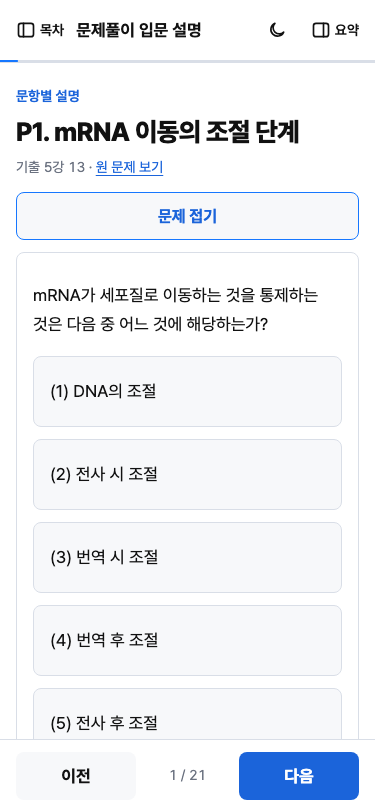 목차 문제풀이 입문 설명 요약
문항별 설명
P1. mRNA 이동의 조절 단계
기출 5강 13 · 원 문제 보기
문제 접기
mRNA가 세포질로 이동하는 것을 통제하는
것은 다음 중 어느 것에 해당하는가?
(1) DNA의 조절
(2) 전사 시 조절
(3) 번역 시 조절
(4) 번역 후 조절
(5) 전사 후 조절
이전 1 / 21 다음